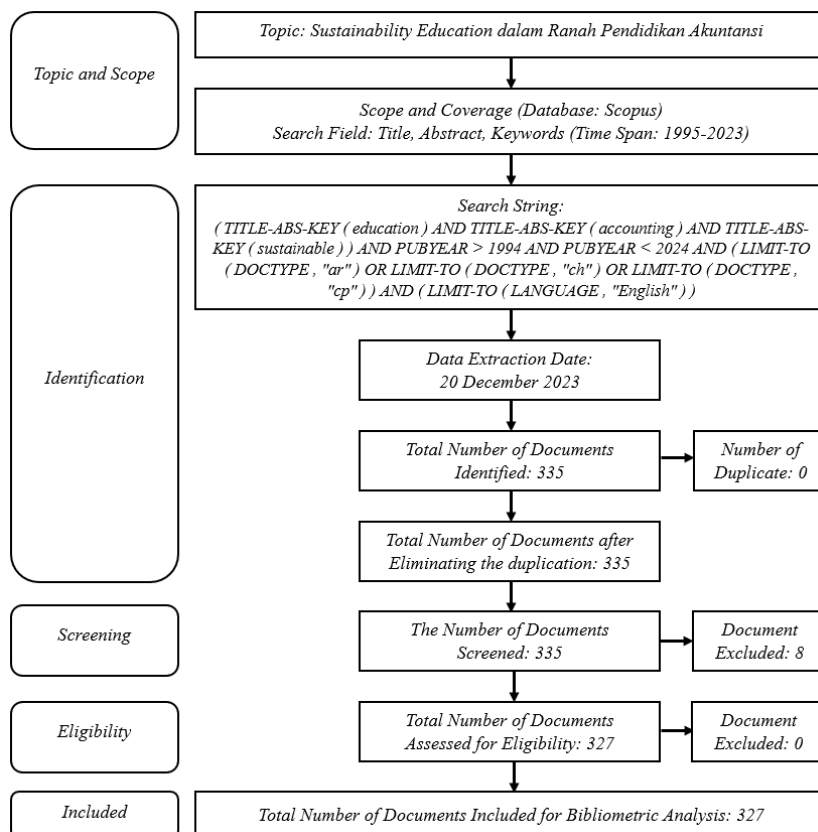 Topic and Scope
Topic: Sustainability Education dalam Ranah Pendidikan Akuntansi
Scope and Coverage (Database: Scopus)
Search Field: Title, Abstract, Keywords (Time Span: 1995-2023)
Identification
Search String:
( TITLE-ABS-KEY ( education ) AND TITLE-ABS-KEY ( accounting ) AND TITLE-ABS-
KEY ( sustainable ) ) AND PUBYEAR > 1994 AND PUBYEAR < 2024 AND ( LIMIT-TO
( DOCTYPE , "ar" ) OR LIMIT-TO ( DOCTYPE , "ch" ) OR LIMIT-TO ( DOCTYPE ,
"cp" ) ) AND ( LIMIT-TO ( LANGUAGE , "English" ) )
Data Extraction Date:
20 December 2023
Total Number of Documents
Identified: 335
Number of
Duplicate: 0
Total Number of Documents after
Eliminating the duplication: 335
Screening
The Number of Documents
Screened: 335
Document
Excluded: 8
Eligibility
Total Number of Documents
Assessed for Eligibility: 327
Document
Excluded: 0
Included
Total Number of Documents Included for Bibliometric Analysis: 327